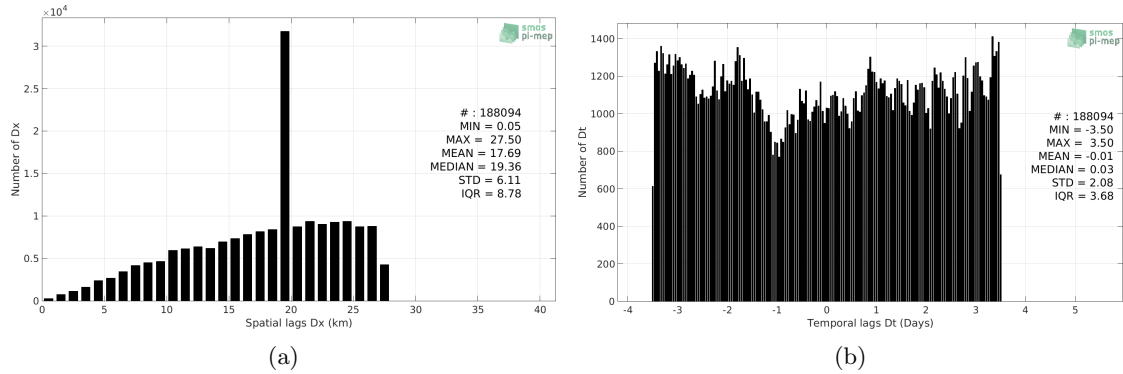 ×10⁴
3
2.5
2
1.5
1
0.5
0
Number of Dx
smos
pi-mep
# : 188094
MIN = 0.05
MAX = 27.50
MEAN = 17.69
MEDIAN = 19.36
STD = 6.11
IQR = 8.78
0 5 10 15 20 25 30 35 40
Spatial lags Dx (km)
(a)
1400
1200
1000
800
600
400
200
0
Number of Dt
smos
pi-mep
# : 188094
MIN = -3.50
MAX = 3.50
MEAN = -0.01
MEDIAN = 0.03
STD = 2.08
IQR = 3.68
-4 -3 -2 -1 0 1 2 3 4 5
Temporal lags Dt (Days)
(b)